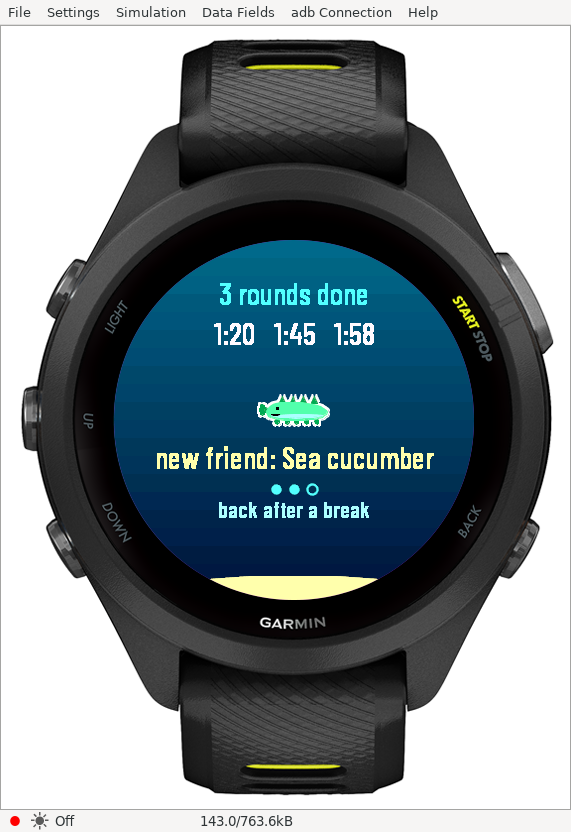 File Settings Simulation Data Fields adb Connection Help
LIGHT
START STOP
UP
DOWN
BACK
3 rounds done
1:20 1:45 1:58
new friend: Sea cucumber
back after a break
GARMIN
Off 143.0/763.6kB